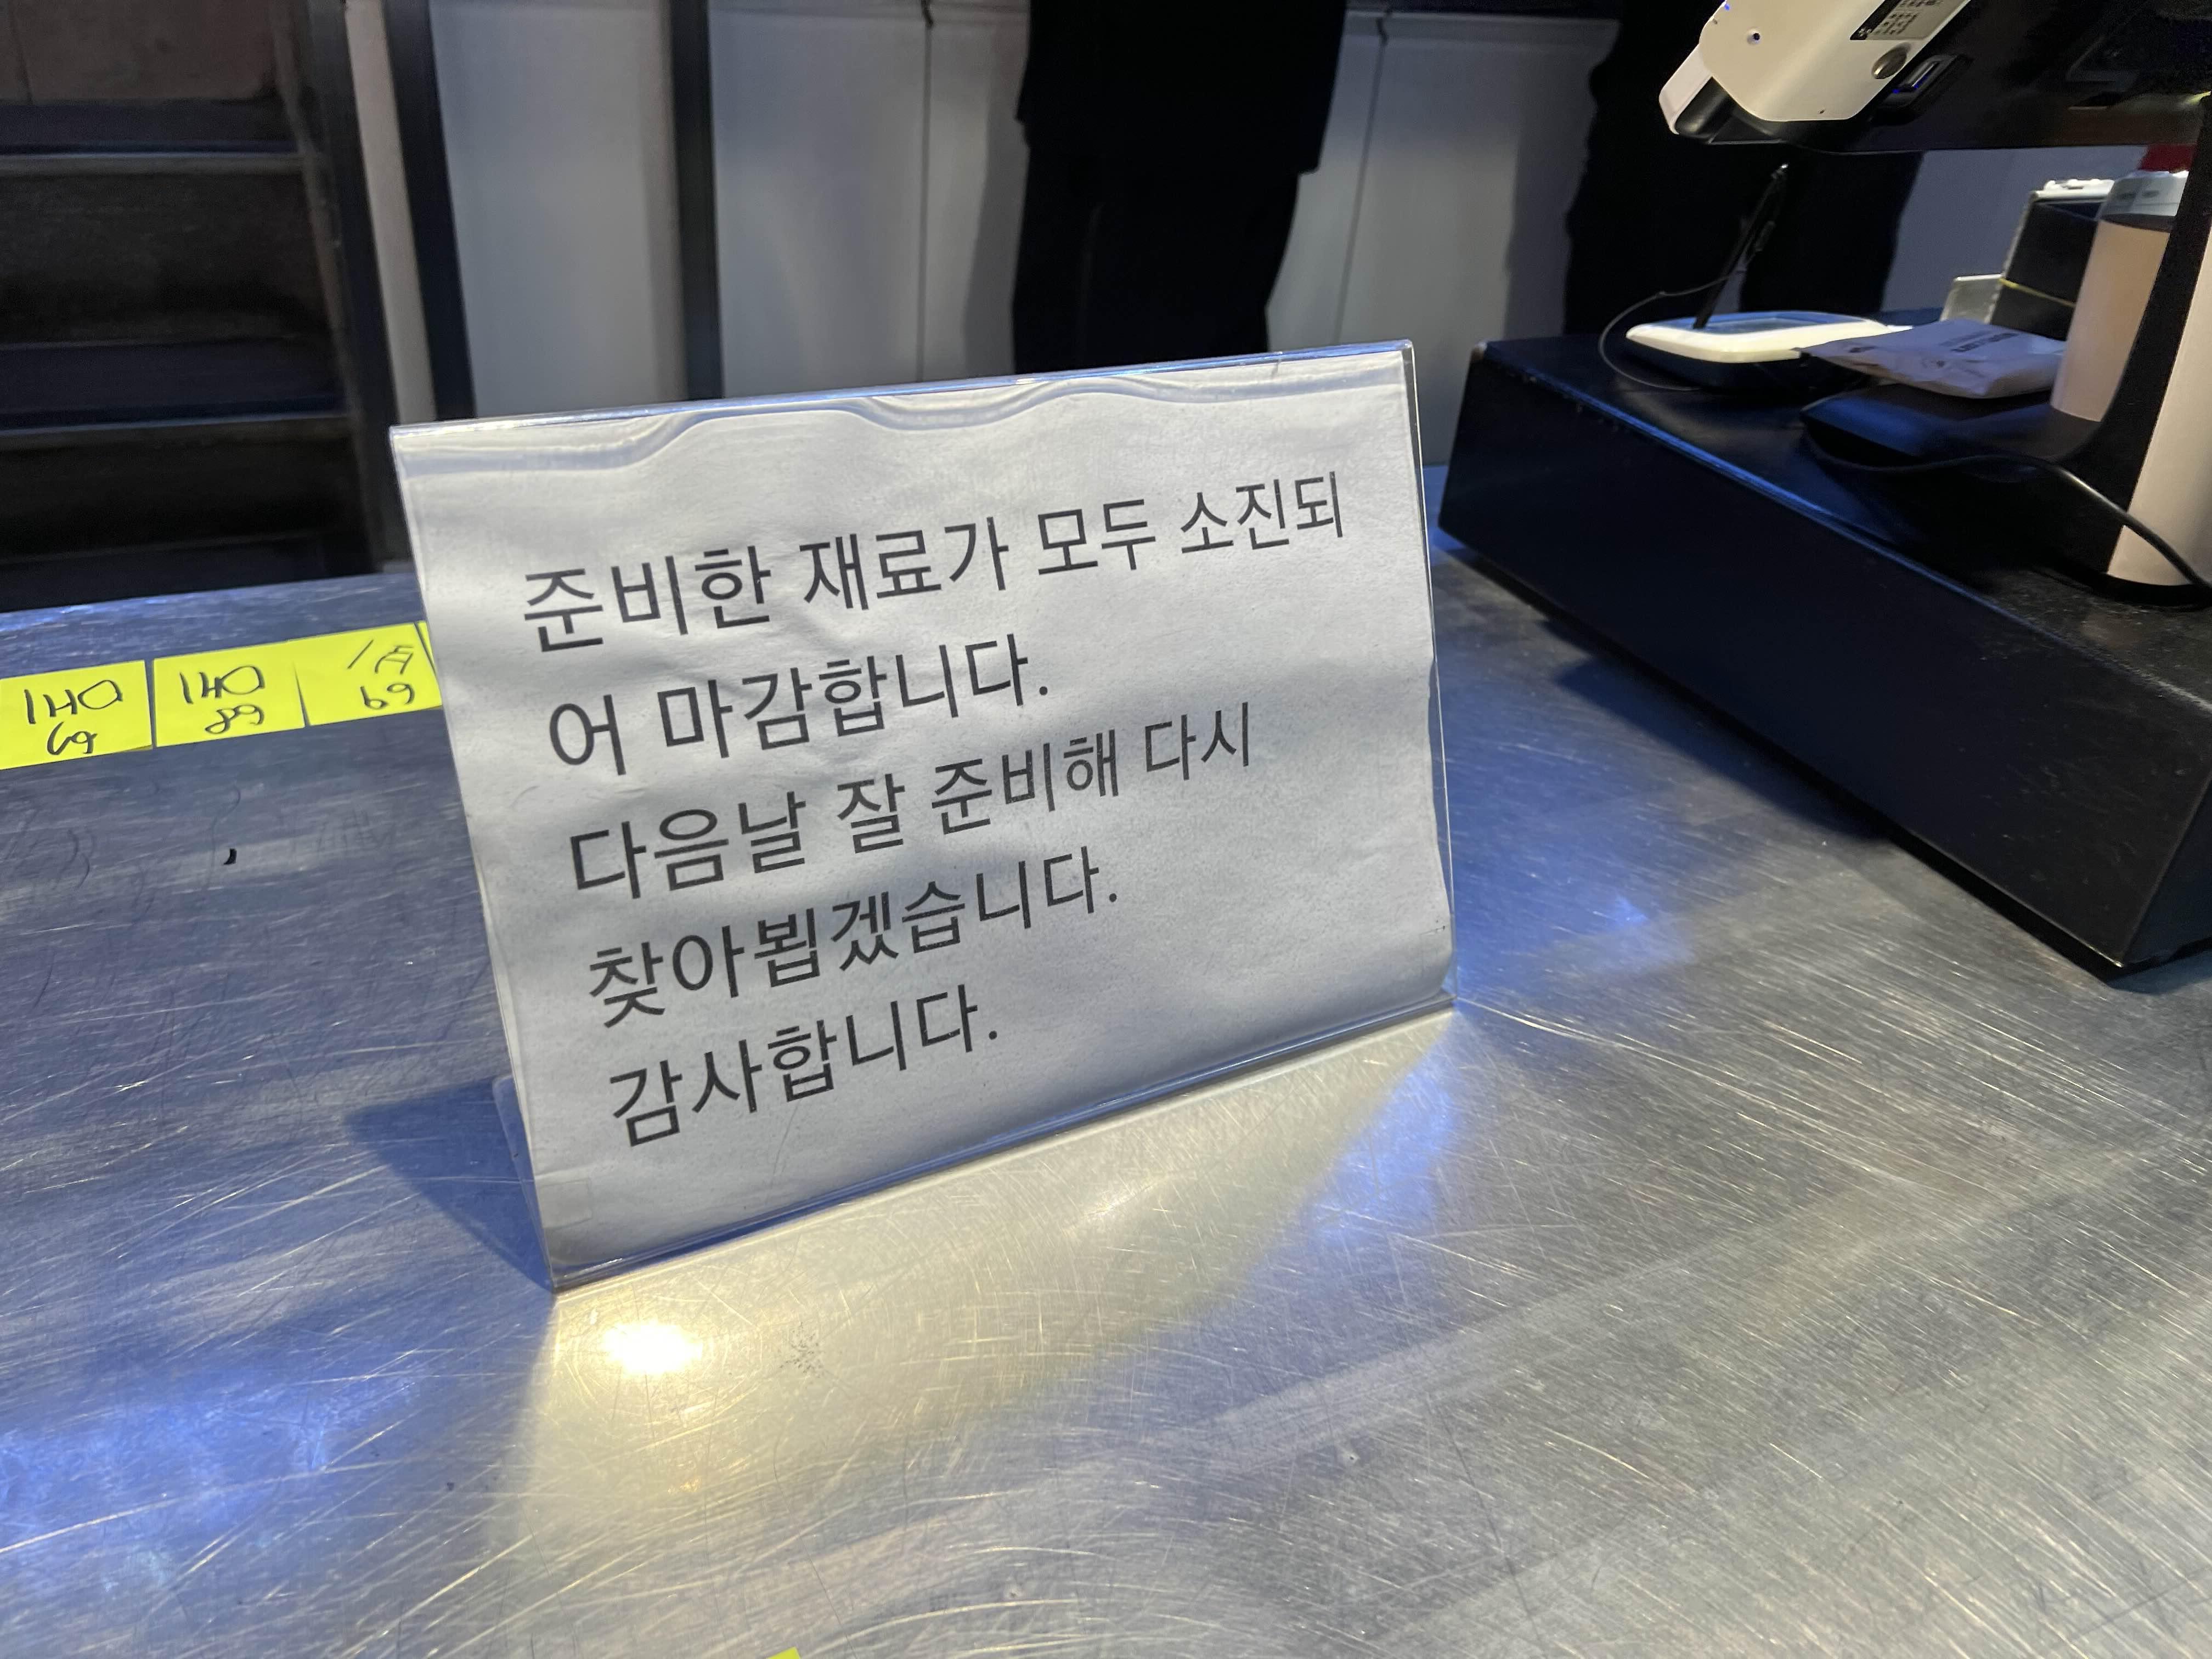 준비한 재료가 모두 소진되
어 마감합니다.
다음날 잘 준비해 다시
찾아뵙겠습니다.
감사합니다.